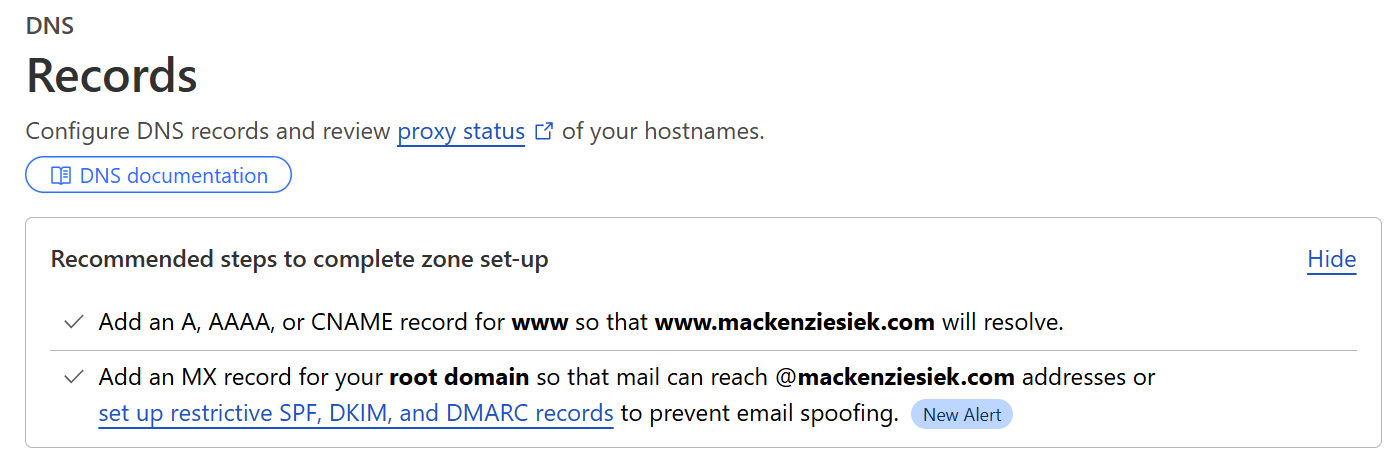 DNS
Records
Configure DNS records and review proxy status of your hostnames.
DNS documentation
Recommended steps to complete zone set-up
Hide
Add an A, AAAA, or CNAME record for www so that www.mackenziesiek.com will resolve.
Add an MX record for your root domain so that mail can reach @mackenziesiek.com addresses or
set up restrictive SPF, DKIM, and DMARC records to prevent email spoofing. New Alert